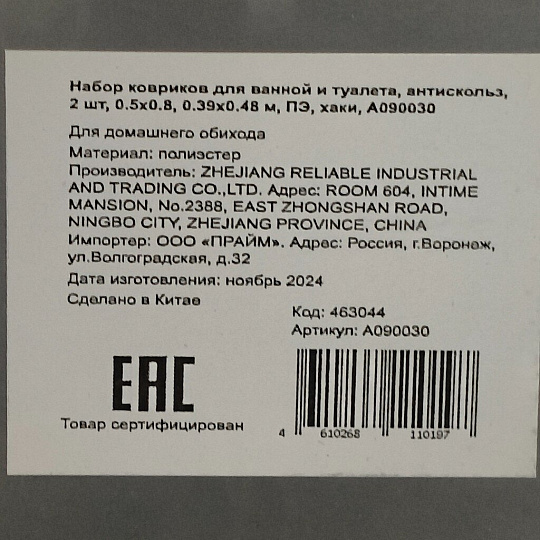 Набор ковриков для ванной и туалета, антискольз,
2 шт, 0.5х0.8, 0.39х0.48 м, ПЭ, хаки, А090030
Для домашнего обихода
Материал: полиэстер
Производитель: ZHEJIANG RELIABLE INDUSTRIAL
AND TRADING CO.,LTD. Адрес: ROOM 604, INTIME
MANSION, No.2388, EAST ZHONGSHAN ROAD,
NINGBO CITY, ZHEJIANG PROVINCE, CHINA
Импортер: ООО «ПРАЙМ». Адрес: Россия, г.Воронеж,
ул.Волгоградская, д.32
Дата изготовления: ноябрь 2024
Сделано в Китае
Код: 463044
Артикул: А090030
ЕАС
Товар сертифицирован
4 610268 110197